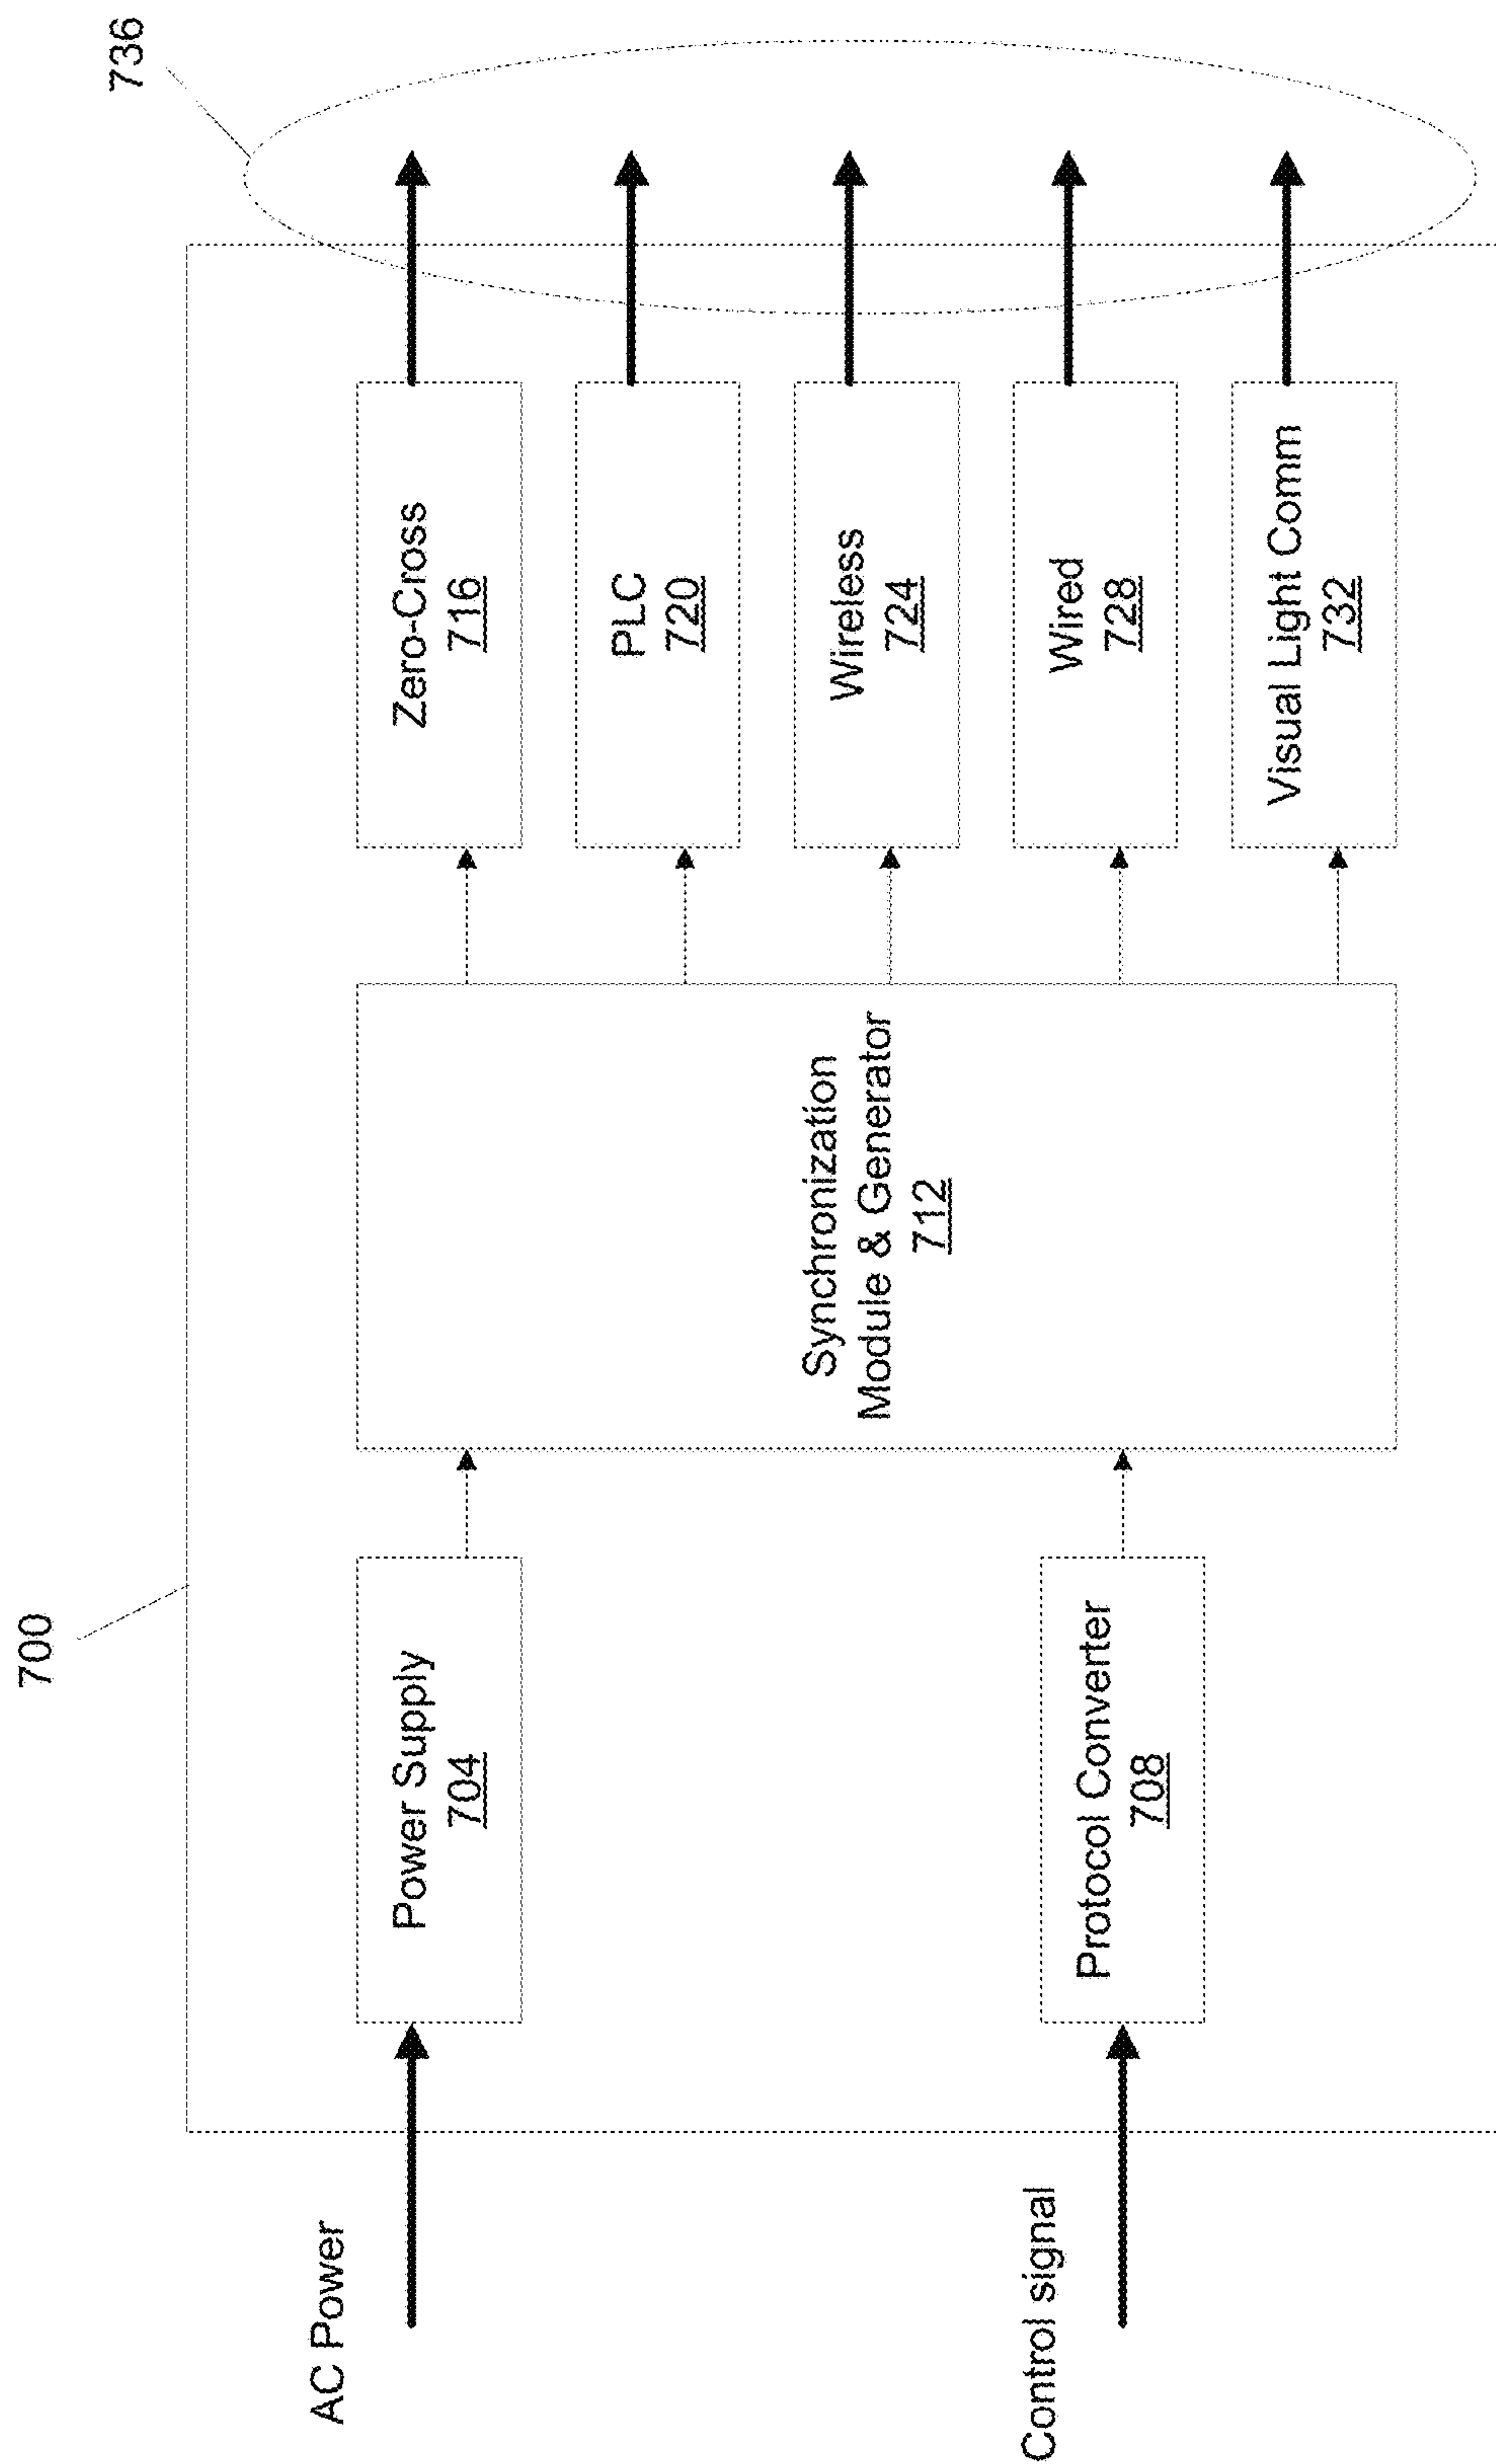 700
736
AC Power
Control signal
Power Supply
704
Protocol Converter
708
Synchronization
Module & Generator
712
Zero-Cross
716
PLC
720
Wireless
724
Wired
728
Visual Light Comm
732